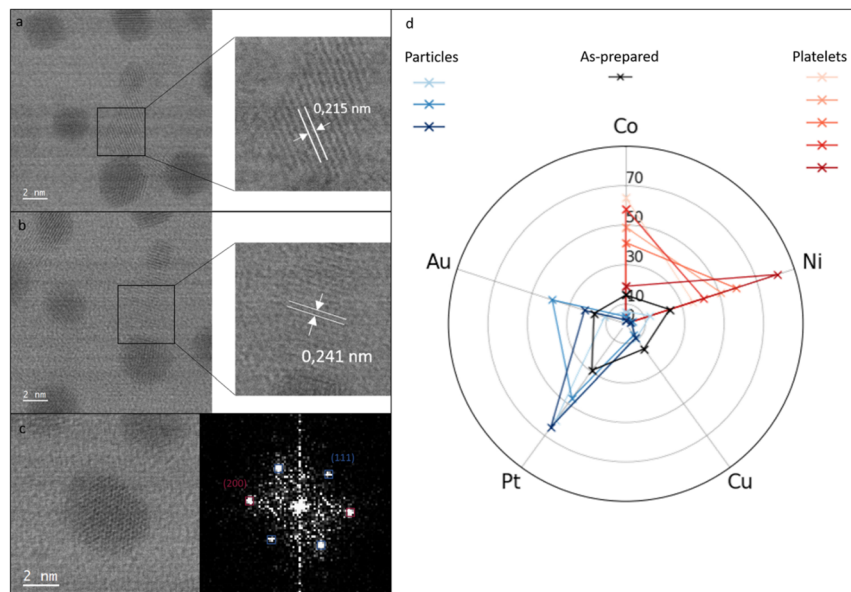 a
0,215 nm
2 nm
b
0,241 nm
2 nm
c
(200)
(111)
2 nm
d
Particles
As-prepared
Platelets
Co
70
50
30
10
0
Ni
Au
Pt
Cu